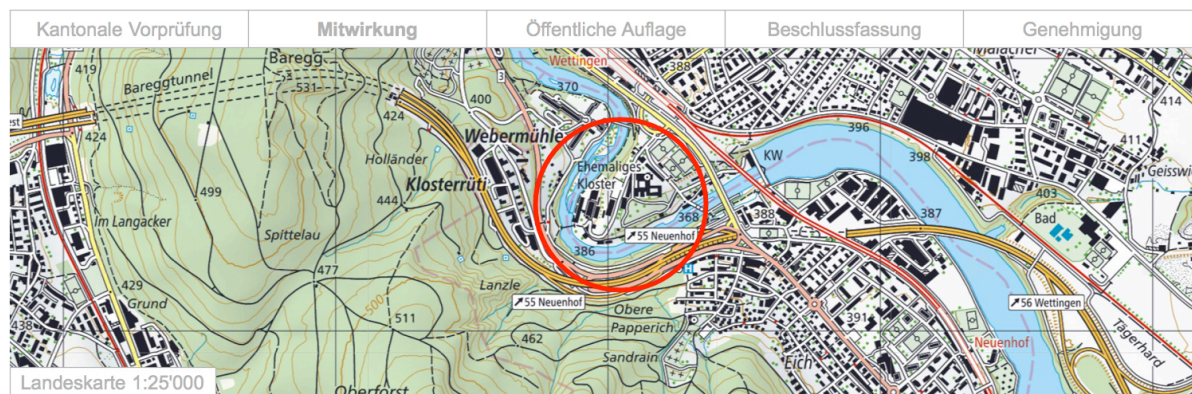 Kantonale Vorprüfung
Mitwirkung
Öffentliche Auflage
Beschlussfassung
Genehmigung
419
Bareggtunnel
Baregg
531
3
400
Wettingen
370
388
414
424
424
Webermühle
Ehemaliges
Kloster
396
398
411
KW
Geisswi
Holländer
Klosterrüti
499
444
403
Im Langacker
368
388
387
Bad
Spittelau
386
55 Neuenhof
477
429
Grund
500
Lanzle
H
55 Neuenhof
Obere
Papperich
56 Wettingen
438
511
462
391
Tägerhard
Sandrain
Eich
Neuenhof
Oberforst
Landeskarte 1:25'000